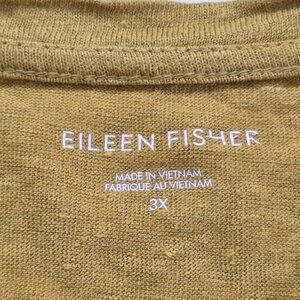 EILEEN FISHER
MADE IN VIETNAM
FABRIQUE AU VIETNAM
3X